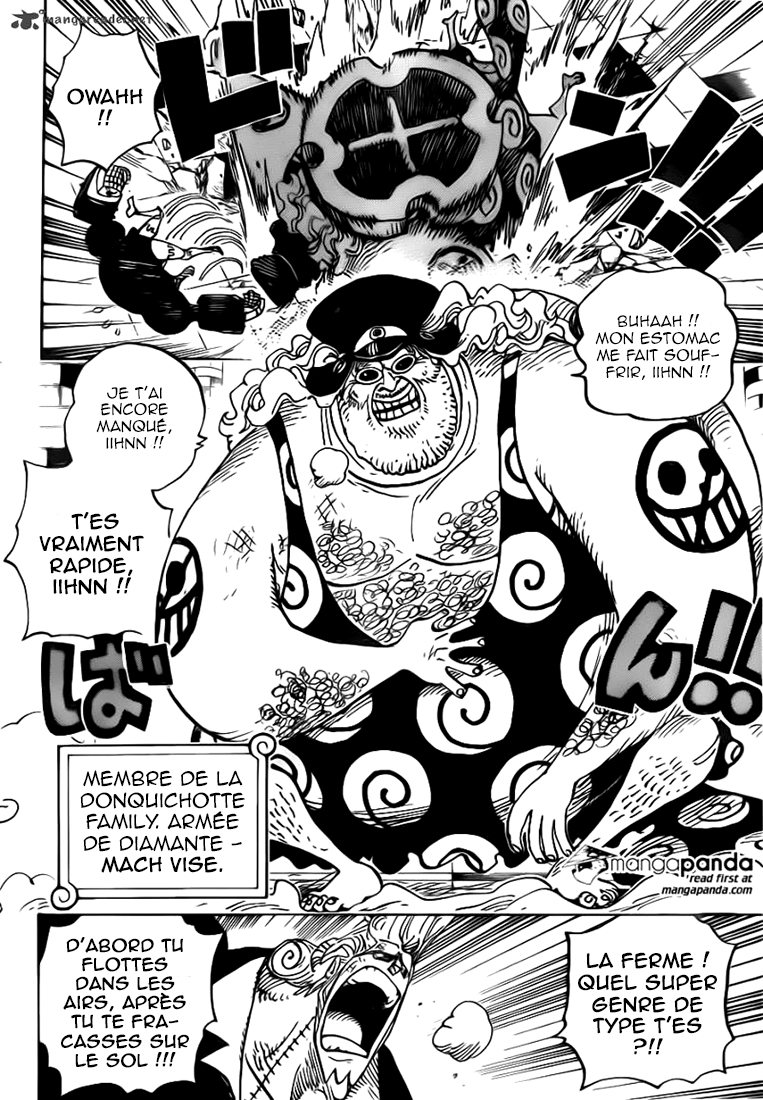 mangareader.net
OWAHH
!!
ド
ン
!!
BUHAAH !!
MON ESTOMAC
ME FAIT SOUF-
FRIR, IIHNN !!
JE T'AI
ENCORE
MANQUÉ,
IIHNN !!
T'ES
VRAIMENT
RAPIDE,
IIHNN !!
ば
ん!!
MEMBRE DE LA
DONQUICHOTTE
FAMILY. ARMÉE
DE DIAMANTE –
MACH VISE.
mangapanda
read first at
mangapanda.com
LA FERME !
QUEL SUPER
GENRE DE
TYPE T'ES
?!!
D'ABORD TU
FLOTTES
DANS LES
AIRS, APRÈS
TU TE FRA-
CASSES SUR
LE SOL !!!